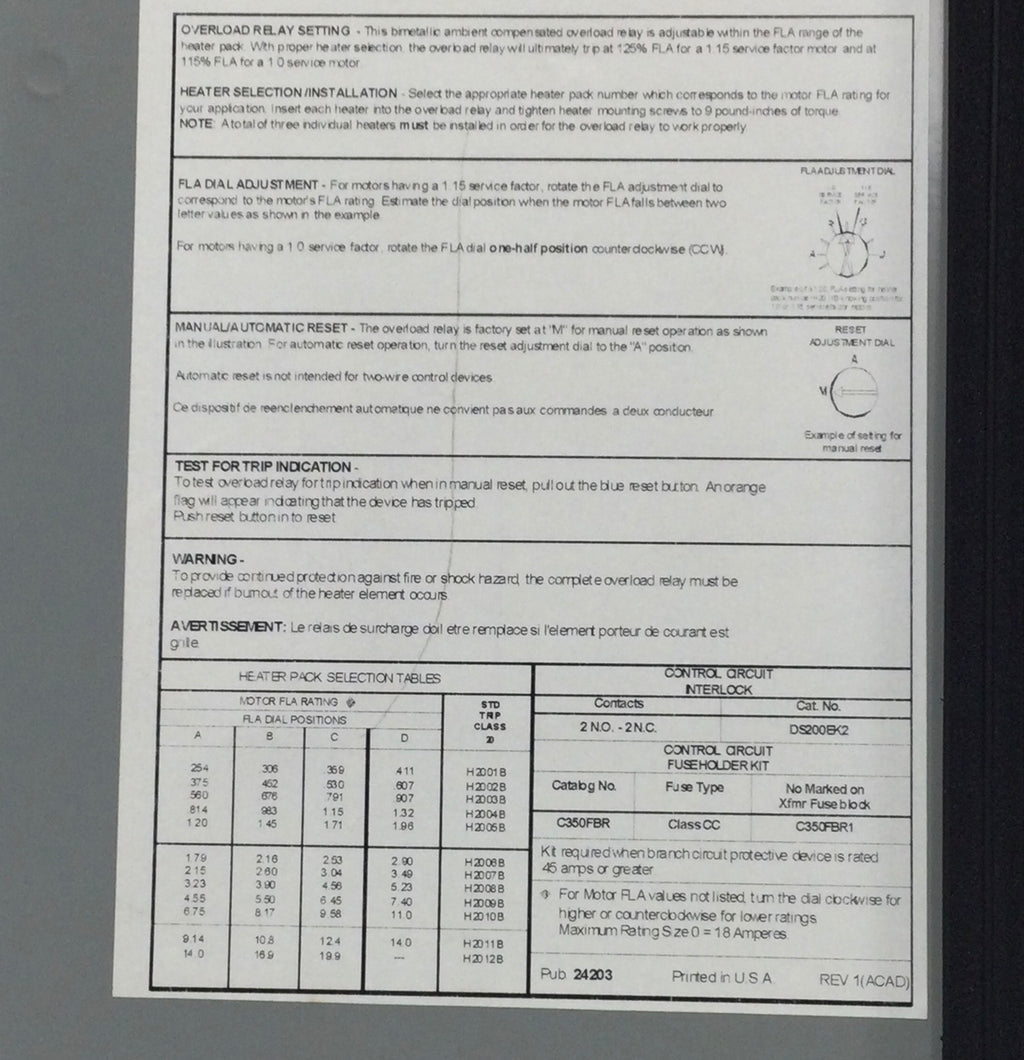 OVERLOAD RELAY SETTING - This bimetallic ambient compensated overload relay is adjustable within the FLA range of the
heater pack. With proper heater selection, the overload relay will ultimately trip at 125% FLA for a 1.15 service factor motor and at
115% FLA for a 1.0 service motor.
HEATER SELECTION/INSTALLATION - Select the appropriate heater pack number which corresponds to the motor FLA rating for
your application. Insert each heater into the overload relay and tighten heater mounting screws to 9 pound-inches of torque.
NOTE: A total of three individual heaters must be installed in order for the overload relay to work properly.
FLA DIAL ADJUSTMENT - For motors having a 1.15 service factor, rotate the FLA adjustment dial to
correspond to the motor's FLA rating. Estimate the dial position when the motor FLA falls between two
letter values as shown in the example.
For motors having a 1.0 service factor, rotate the FLA dial one-half position counterclockwise (CCW).
FLA ADJUSTMENT DIAL
1.0 1.15
SERVICE SERVICE
FACTOR FACTOR
B C
A D
MANUAL/AUTOMATIC RESET - The overload relay is factory set at "M" for manual reset operation as shown
in the illustration. For automatic reset operation, turn the reset adjustment dial to the "A" position.
Automatic reset is not intended for two-wire control devices
Ce dispositif de reenclenchement automatique ne convient pas aux commandes a deux conducteur
RESET
ADJUSTMENT DIAL
A
M
Example of setting for
manual reset
TEST FOR TRIP INDICATION -
To test overload relay for trip indication when in manual reset, pull out the blue reset button. An orange
flag will appear indicating that the device has tripped.
Push reset button in to reset.
WARNING -
To provide continued protection against fire or shock hazard, the complete overload relay must be
replaced if burnout of the heater element occurs.
AVERTISSEMENT: Le relais de surcharge doil etre remplace si l'element porteur de courant est
grille.
HEATER PACK SELECTION TABLES
MOTOR FLA RATING
FLA DIAL POSITIONS
A B C D
STD
TRIP
CLASS
20
.254 .306 .359 .411 H2001B
.375 .452 .530 .607 H2002B
.560 .676 .791 .907 H2003B
.814 .983 1.15 1.32 H2004B
1.20 1.45 1.71 1.96 H2005B
1.79 2.16 2.53 2.90 H2006B
2.15 2.60 3.04 3.49 H2007B
3.23 3.90 4.56 5.23 H2008B
4.55 5.50 6.45 7.40 H2009B
6.75 8.17 9.58 11.0 H2010B
9.14 10.8 12.4 14.0 H2011B
14.0 16.9 19.9 --- H2012B
CONTROL CIRCUIT
INTERLOCK
Contacts Cat. No.
2 N.O. - 2 N.C. DS200EK2
CONTROL CIRCUIT
FUSEHOLDER KIT
Catalog No. Fuse Type No Marked on
Xfmr Fuseblock
C350FBR Class CC C350FBR1
Kit required when branch circuit protective device is rated
45 amps or greater
For Motor FLA values not listed, turn the dial clockwise for
higher or counterclockwise for lower ratings
Maximum Rating Size 0 = 18 Amperes.
Pub. 24203 Printed in U.S.A. REV 1(ACAD)